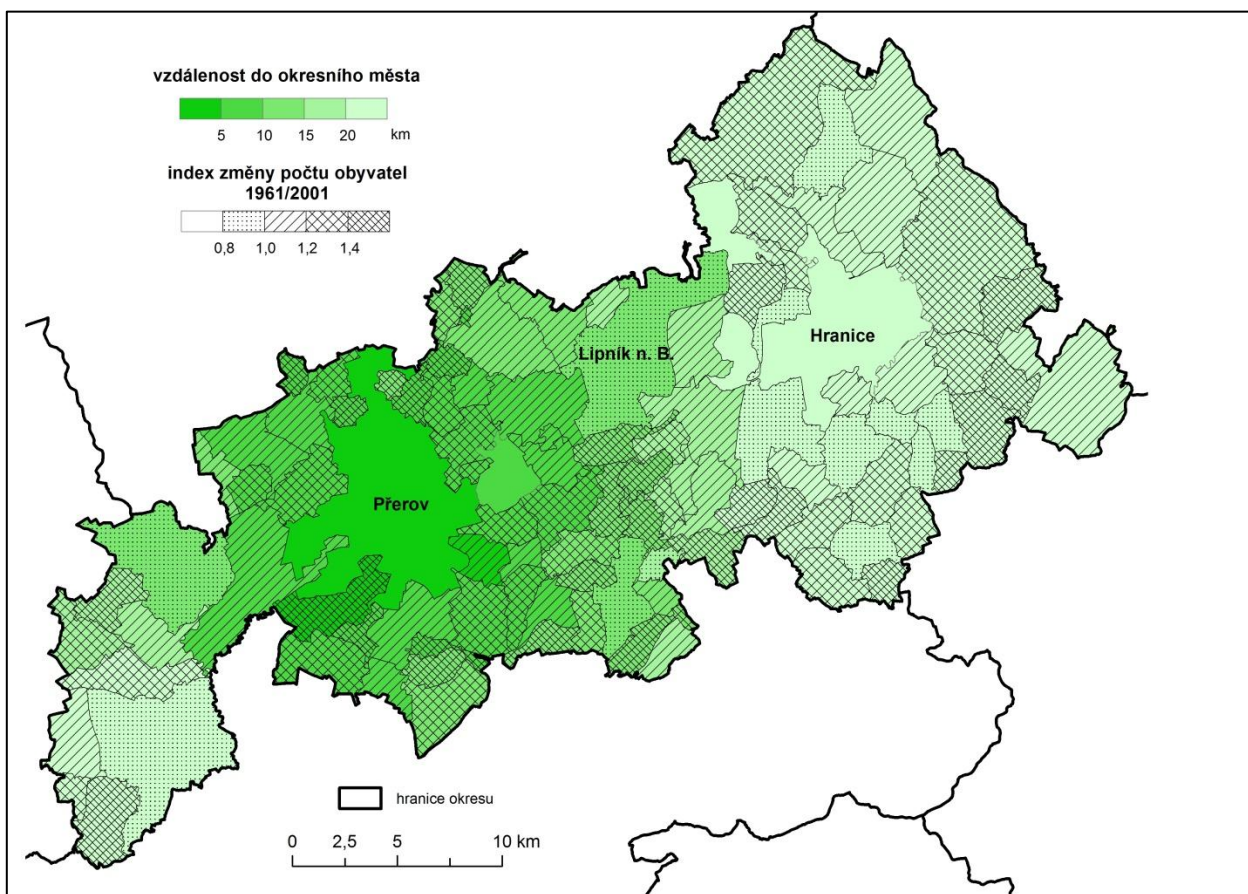 vzdálenost do okresního města
5 10 15 20 km
index změny počtu obyvatel
1961/2001
0,8 1,0 1,2 1,4
Hranice
Lipník n. B.
Přerov
hranice okresu
0 2,5 5 10 km